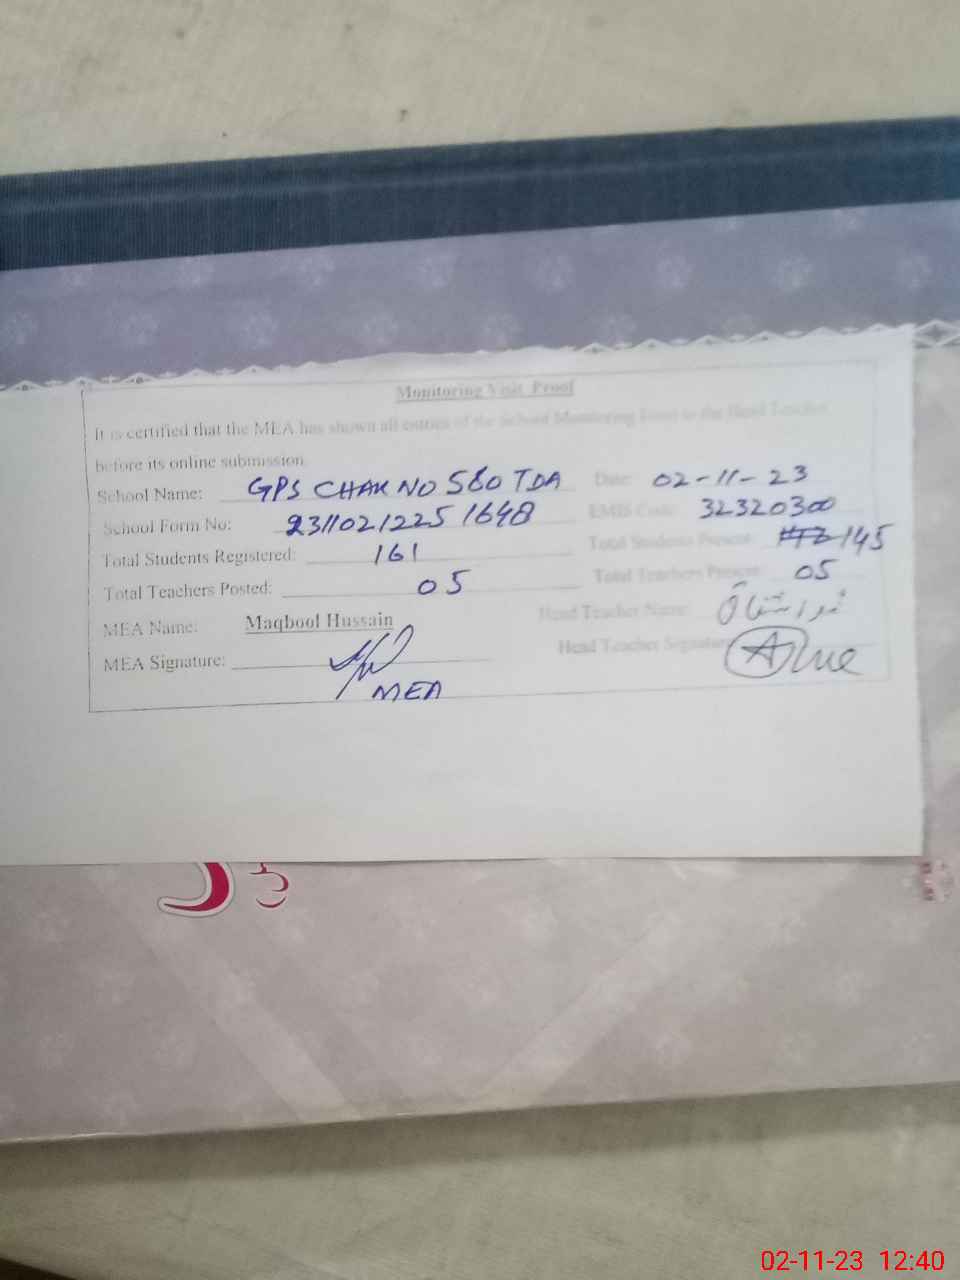 Monitoring Visit Proof
It is certified that the MEA has shown all entries of the School Monitoring Form to the Head Teacher
before its online submission.
School Name: GPS CHAK NO 560 TDA Date: 02-11-23
School Form No: 23110212251648 EMIS Code: 32320300
Total Students Registered: 161 Total Students Present: 145
Total Teachers Posted: 05 Total Teachers Present: 05
MEA Name: Maqbool Hussain Head Teacher Name:
MEA Signature: Head Teacher Signature
MEA
02-11-23 12:40